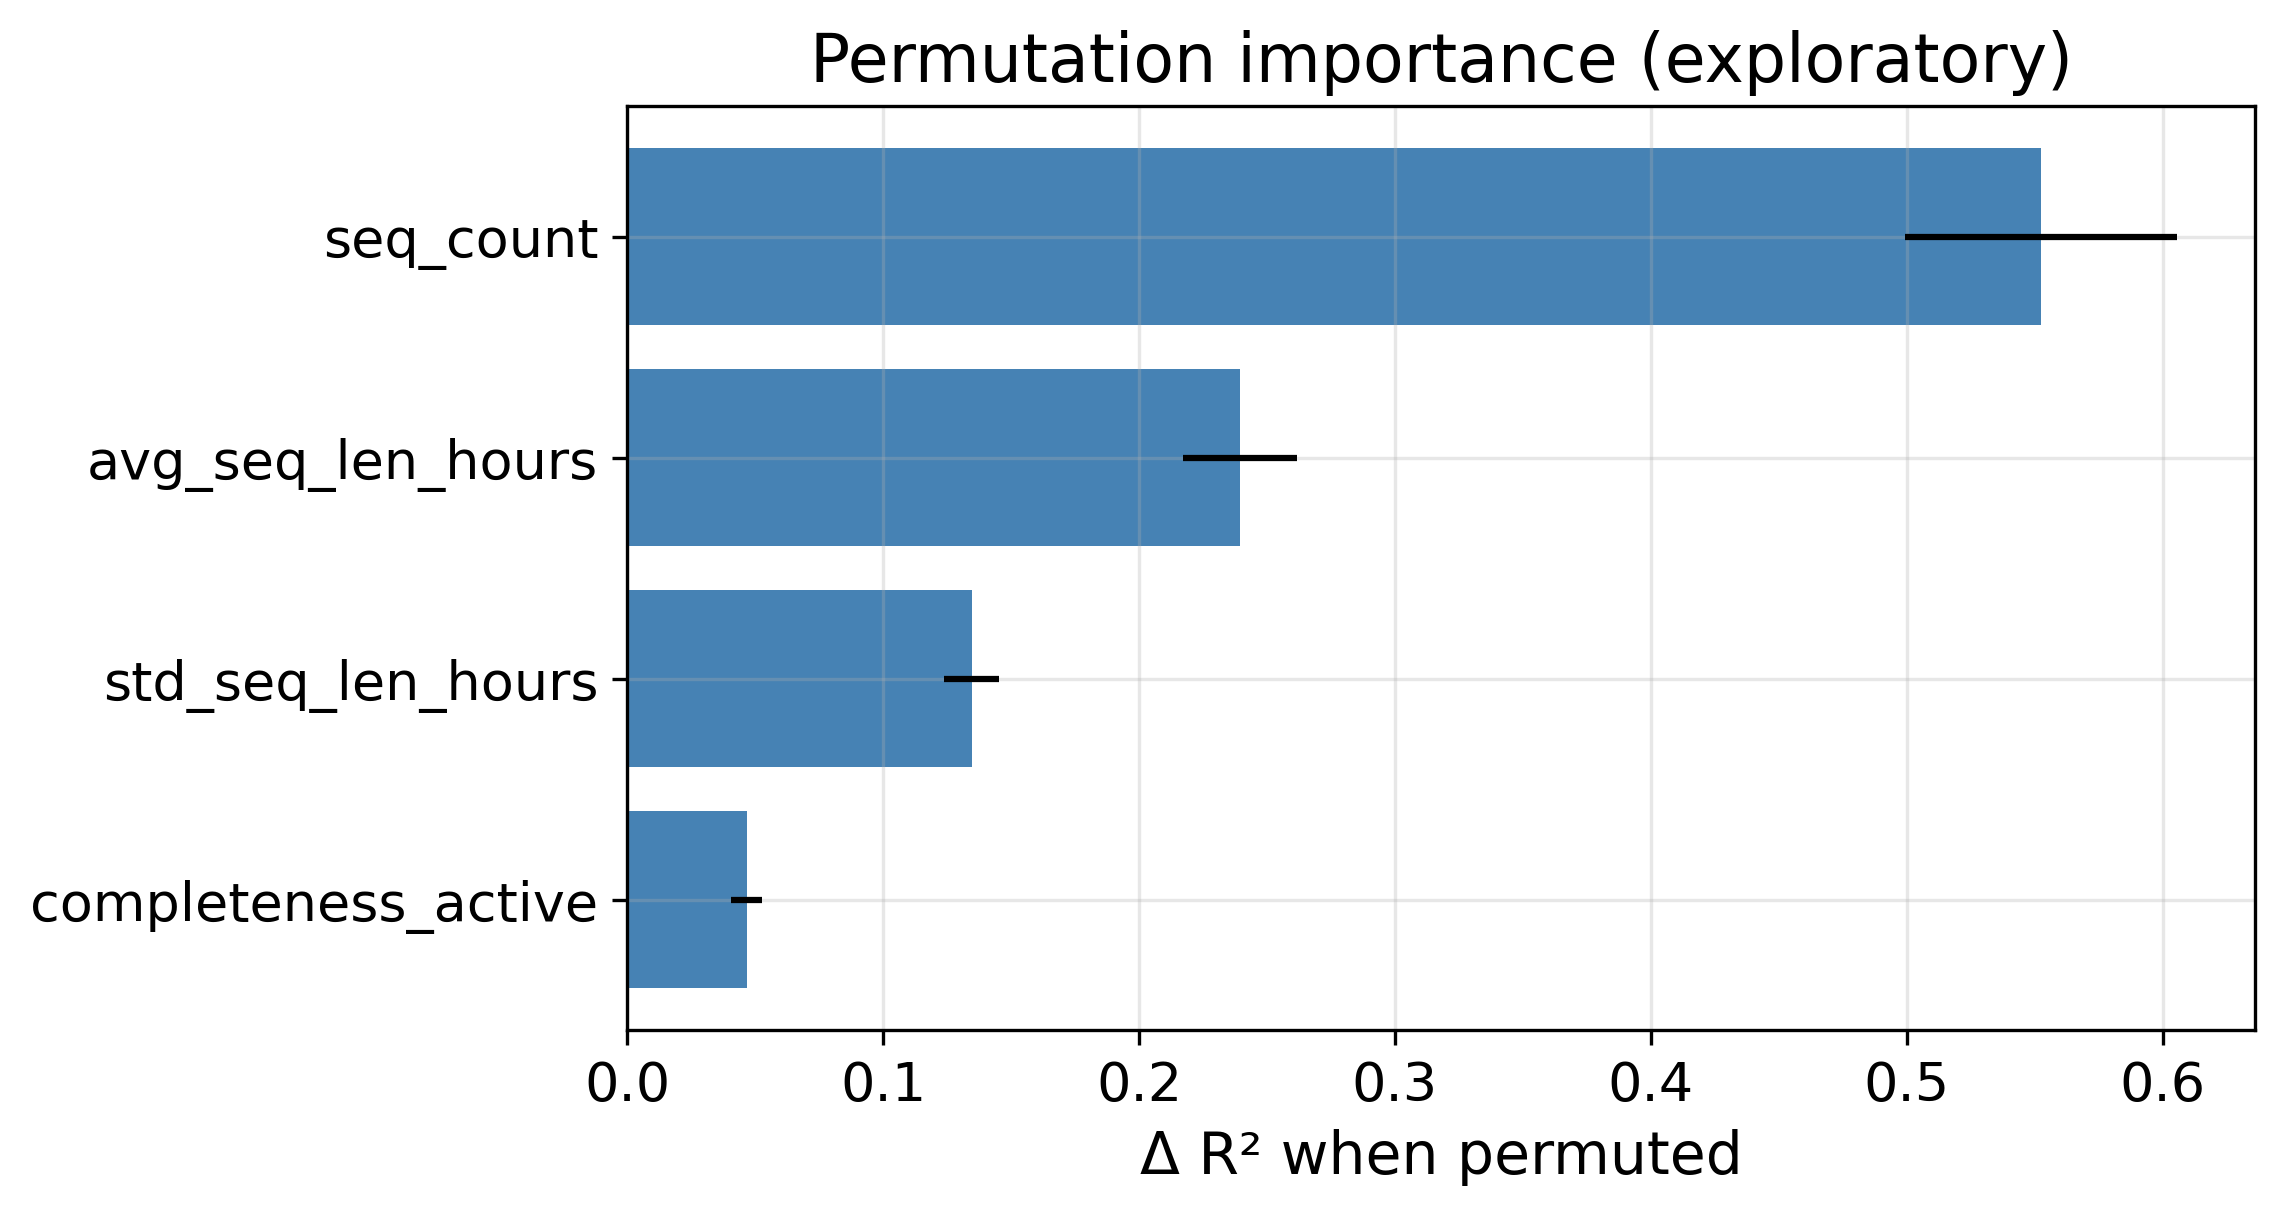 Permutation importance (exploratory)
seq_count
avg_seq_len_hours
std_seq_len_hours
completeness_active
0.0 0.1 0.2 0.3 0.4 0.5 0.6
Δ R² when permuted